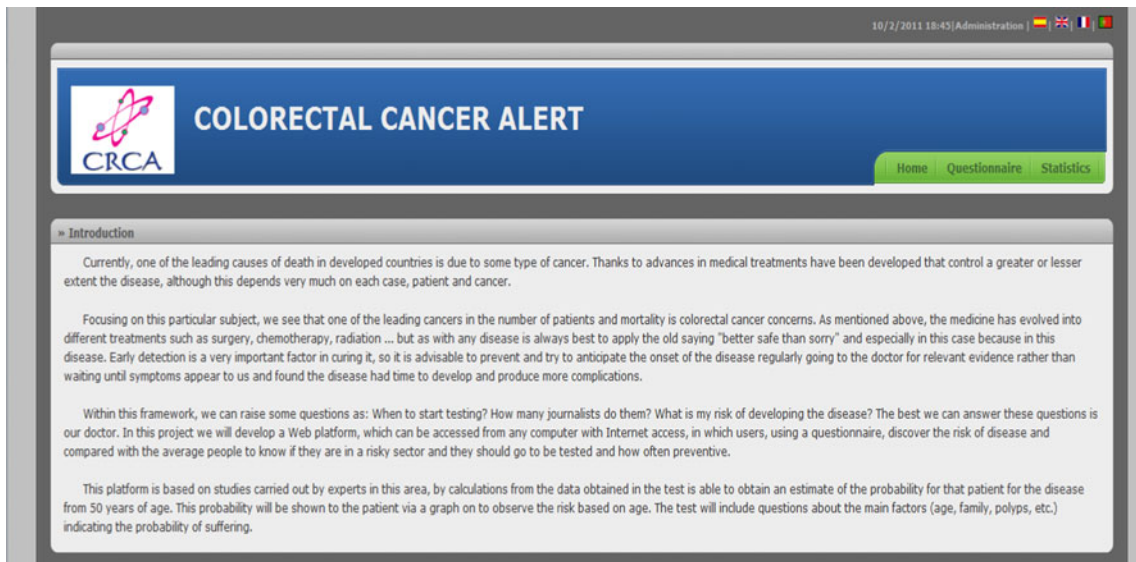 10/2/2011 18:45|Administration | | | |
COLORECTAL CANCER ALERT
CRCA
Home Questionnaire Statistics
» Introduction
Currently, one of the leading causes of death in developed countries is due to some type of cancer. Thanks to advances in medical treatments have been developed that control a greater or lesser
extent the disease, although this depends very much on each case, patient and cancer.
Focusing on this particular subject, we see that one of the leading cancers in the number of patients and mortality is colorectal cancer concerns. As mentioned above, the medicine has evolved into
different treatments such as surgery, chemotherapy, radiation ... but as with any disease is always best to apply the old saying "better safe than sorry" and especially in this case because in this
disease. Early detection is a very important factor in curing it, so it is advisable to prevent and try to anticipate the onset of the disease regularly going to the doctor for relevant evidence rather than
waiting until symptoms appear to us and found the disease had time to develop and produce more complications.
Within this framework, we can raise some questions as: When to start testing? How many journalists do them? What is my risk of developing the disease? The best we can answer these questions is
our doctor. In this project we will develop a Web platform, which can be accessed from any computer with Internet access, in which users, using a questionnaire, discover the risk of disease and
compared with the average people to know if they are in a risky sector and they should go to be tested and how often preventive.
This platform is based on studies carried out by experts in this area, by calculations from the data obtained in the test is able to obtain an estimate of the probability for that patient for the disease
from 50 years of age. This probability will be shown to the patient via a graph on to observe the risk based on age. The test will include questions about the main factors (age, family, polyps, etc.)
indicating the probability of suffering.